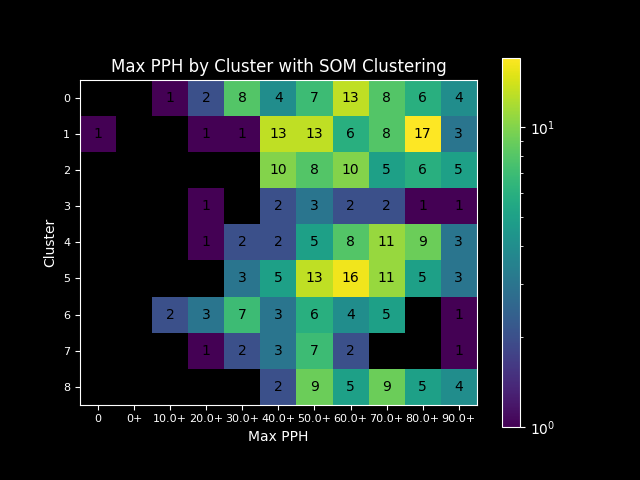 Max PPH by Cluster with SOM Clustering
0 1 2 8 4 7 13 8 6 4
1 1 1 1 13 13 6 8 17 3
2 10 8 10 5 6 5
3 1 2 3 2 2 1 1
4 1 2 2 5 8 11 9 3
5 3 5 13 16 11 5 3
6 2 3 7 3 6 4 5 1
7 1 2 3 7 2 1
8 2 9 5 9 5 4
0 0+ 10.0+ 20.0+ 30.0+ 40.0+ 50.0+ 60.0+ 70.0+ 80.0+ 90.0+
Max PPH
Cluster
10¹
10⁰